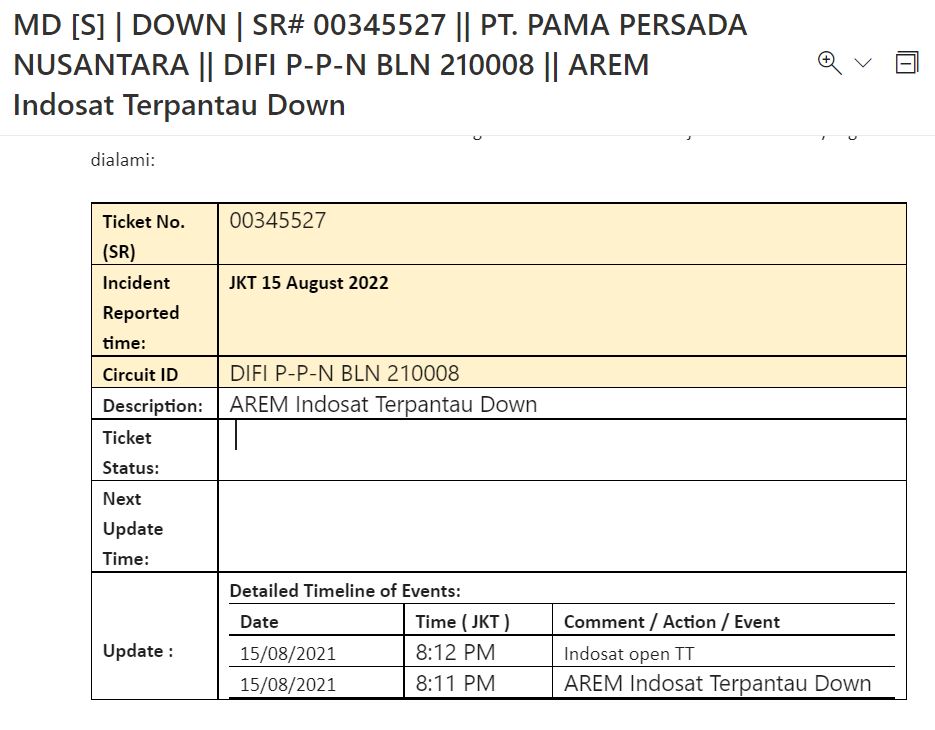 MD [S] | DOWN | SR# 00345527 || PT. PAMA PERSADA
NUSANTARA || DIFI P-P-N BLN 210008 || AREM
Indosat Terpantau Down
dialami:
Ticket No.
(SR)
00345527
Incident
Reported
time:
JKT 15 August 2022
Circuit ID
DIFI P-P-N BLN 210008
Description:
AREM Indosat Terpantau Down
Ticket
Status:
Next
Update
Time:
Update :
Detailed Timeline of Events:
Date
Time ( JKT )
Comment / Action / Event
15/08/2021
8:12 PM
Indosat open TT
15/08/2021
8:11 PM
AREM Indosat Terpantau Down